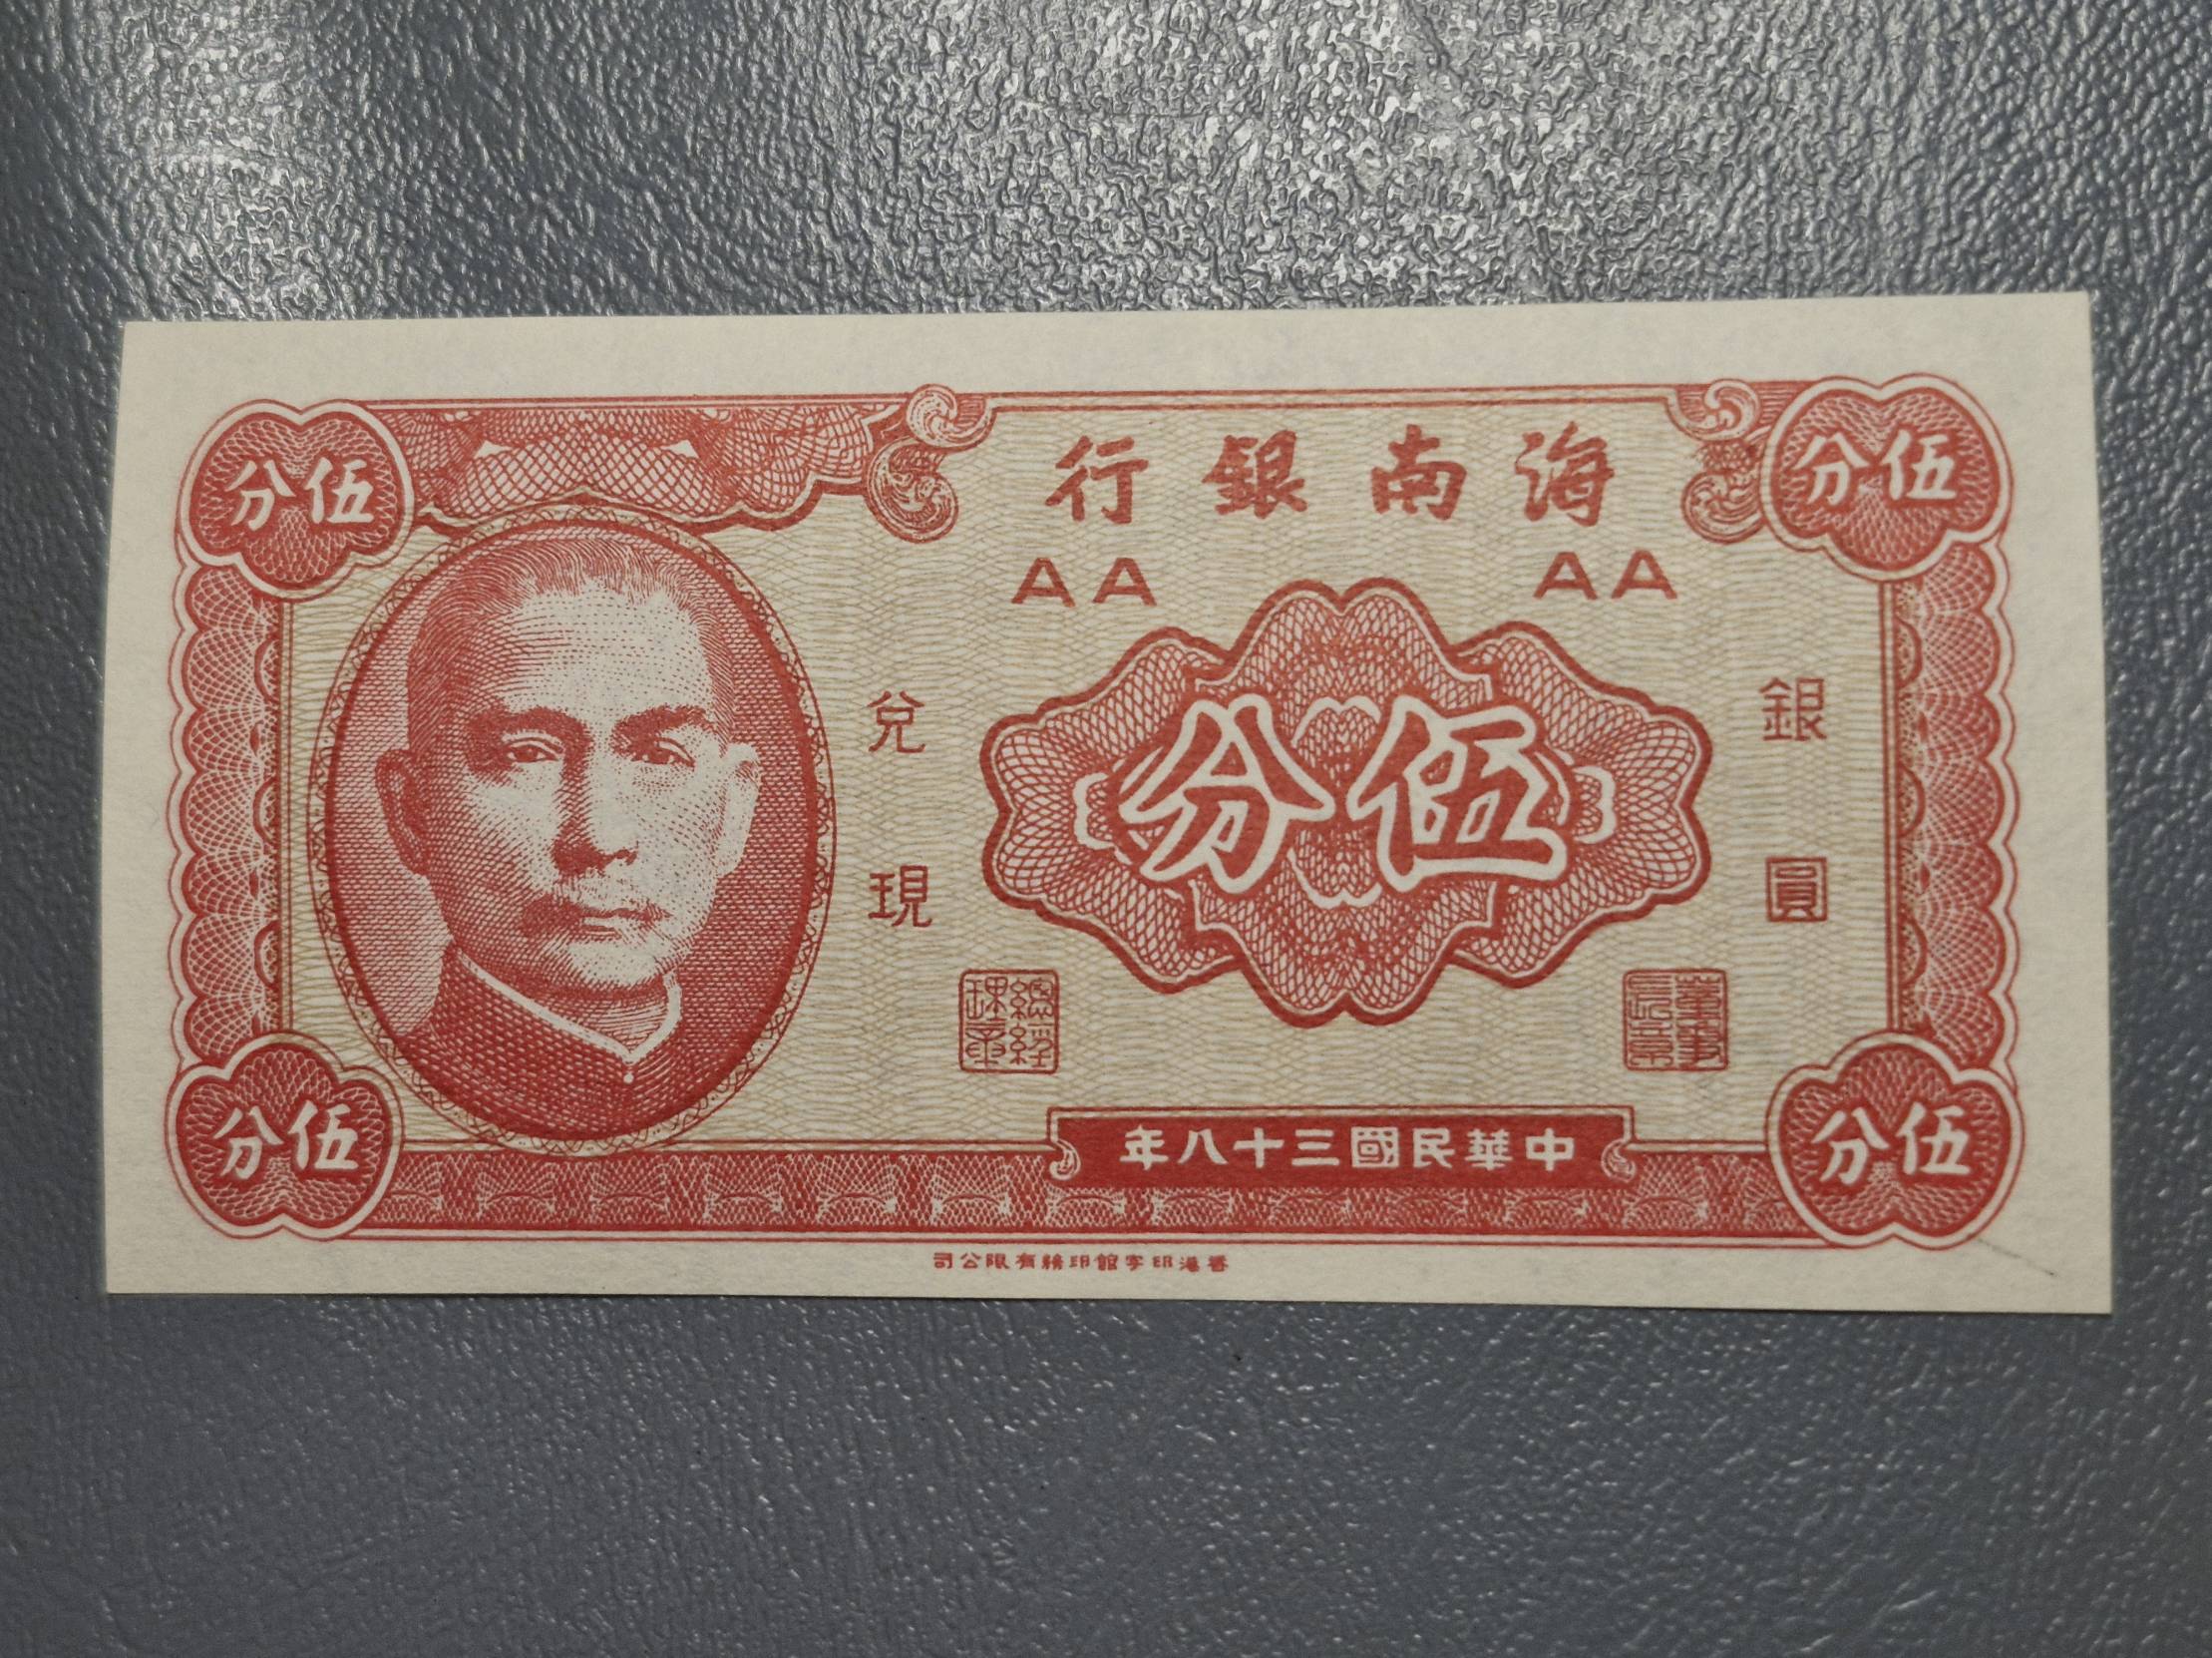 海南銀行
AA AA
伍分
伍分
伍分
銀圓
兌現
董事長章
總經理章
中華民國三十八年
伍分
伍分
香港印字館印務有限公司